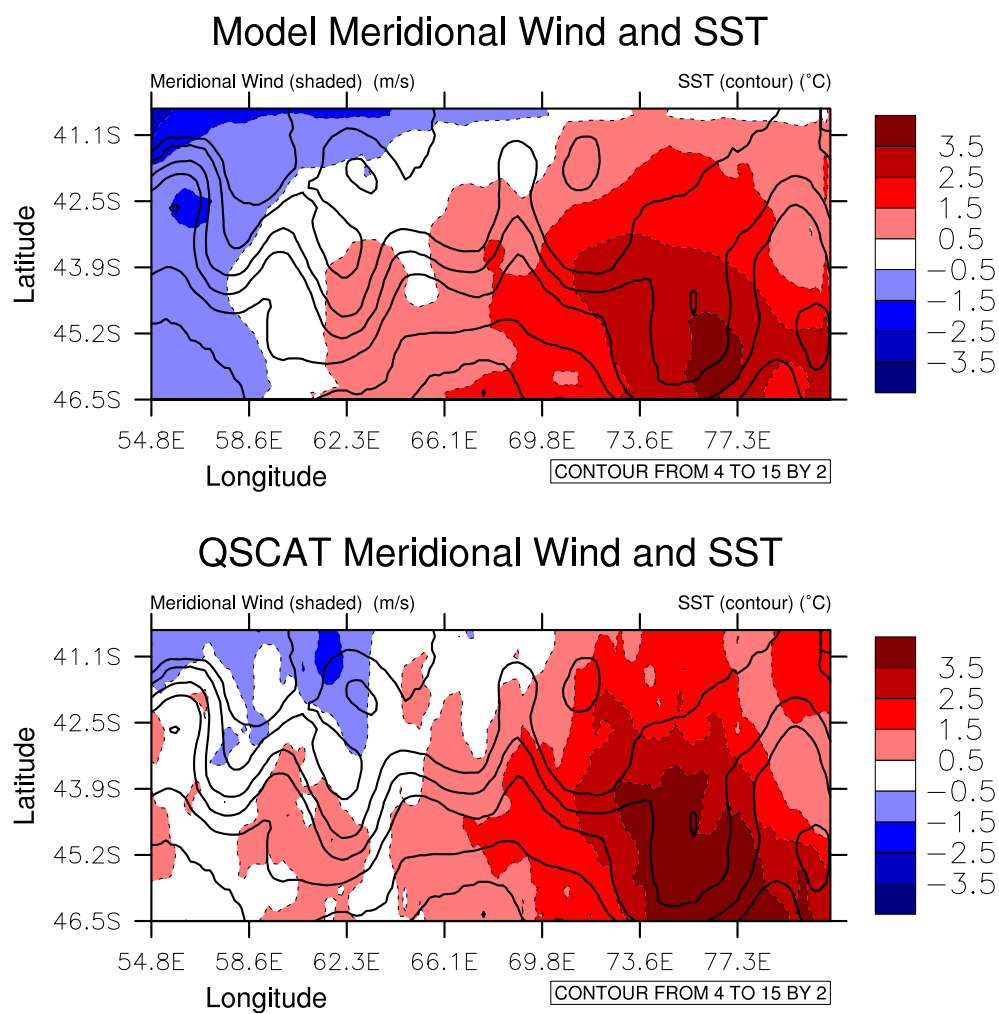 Model Meridional Wind and SST
Meridional Wind (shaded) (m/s) SST (contour) (°C)
41.1S
42.5S
43.9S
45.2S
46.5S
Latitude
54.8E 58.6E 62.3E 66.1E 69.8E 73.6E 77.3E
Longitude
CONTOUR FROM 4 TO 15 BY 2
3.5
2.5
1.5
0.5
−0.5
−1.5
−2.5
−3.5
QSCAT Meridional Wind and SST
Meridional Wind (shaded) (m/s) SST (contour) (°C)
41.1S
42.5S
43.9S
45.2S
46.5S
Latitude
54.8E 58.6E 62.3E 66.1E 69.8E 73.6E 77.3E
Longitude
CONTOUR FROM 4 TO 15 BY 2
3.5
2.5
1.5
0.5
−0.5
−1.5
−2.5
−3.5